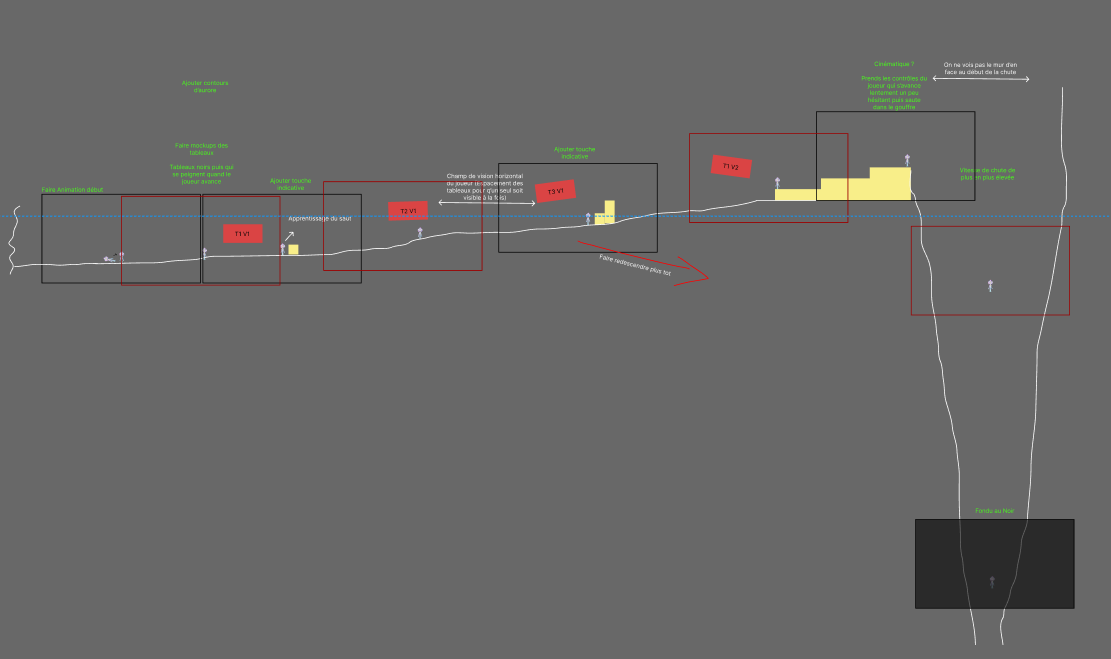 Ajouter contours
d'aurore
Faire mockups des
tableaux
Tableaux noirs puis qui
se peignent quand le
joueur avance
Faire Animation début
Ajouter touche
indicative
Apprentissage du saut
T1 V1
T2 V1
Champ de vision horizontal
du joueur (espacement des
tableaux pour qu'un seul soit
visible à la fois)
Ajouter touche
indicative
T3 V1
Faire redescendre plus tot
T1 V2
Cinématique ?
Prends les contrôles du
joueur qui s'avance
lentement un peu
hésitant puis saute
dans le gouffre
On ne vois pas le mur d'en
face au début de la chute
Vitesse de chute de
plus en plus élevée
Fondu au Noir